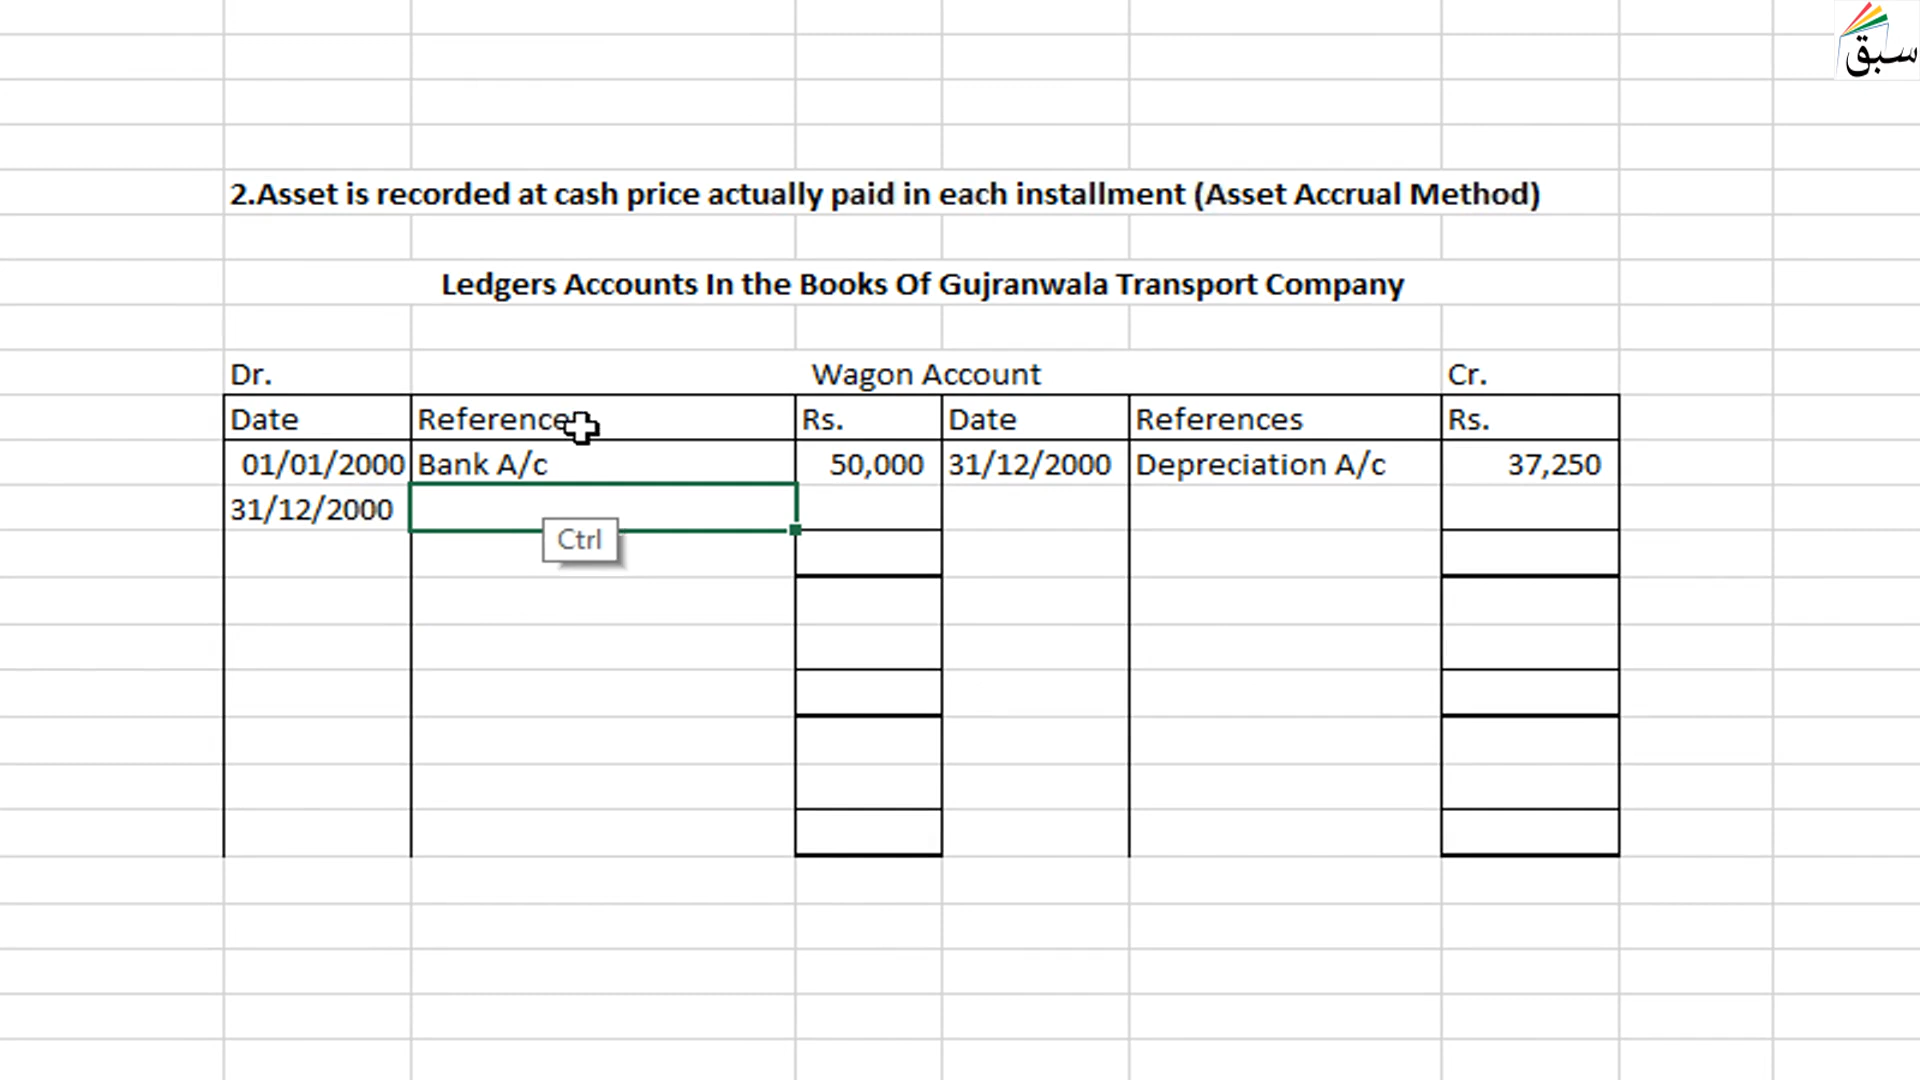 سبق
2.Asset is recorded at cash price actually paid in each installment (Asset Accrual Method)
Ledgers Accounts In the Books Of Gujranwala Transport Company
Dr. Wagon Account Cr.
Date Reference Rs. Date References Rs.
01/01/2000 Bank A/c 50,000 31/12/2000 Depreciation A/c 37,250
31/12/2000
Ctrl